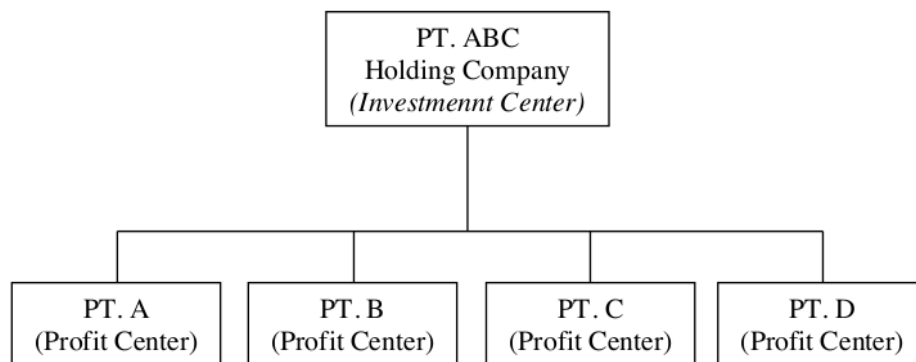 PT. ABC
Holding Company
(Investmennt Center)
PT. A
(Profit Center)
PT. B
(Profit Center)
PT. C
(Profit Center)
PT. D
(Profit Center)